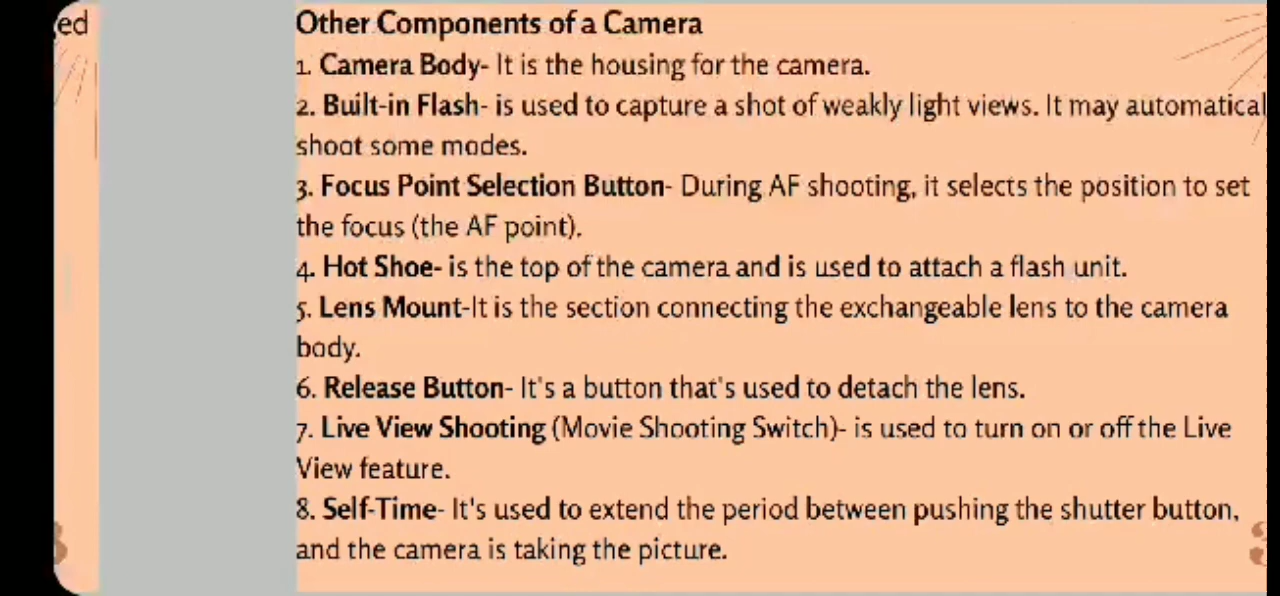 ed
Other Components of a Camera
1. Camera Body- It is the housing for the camera.
2. Built-in Flash- is used to capture a shot of weakly light views. It may automatical
shoot some modes.
3. Focus Point Selection Button- During AF shooting, it selects the position to set
the focus (the AF point).
4. Hot Shoe- is the top of the camera and is used to attach a flash unit.
5. Lens Mount-It is the section connecting the exchangeable lens to the camera
body.
6. Release Button- It's a button that's used to detach the lens.
7. Live View Shooting (Movie Shooting Switch)- is used to turn on or off the Live
View feature.
8. Self-Time- It's used to extend the period between pushing the shutter button,
and the camera is taking the picture.